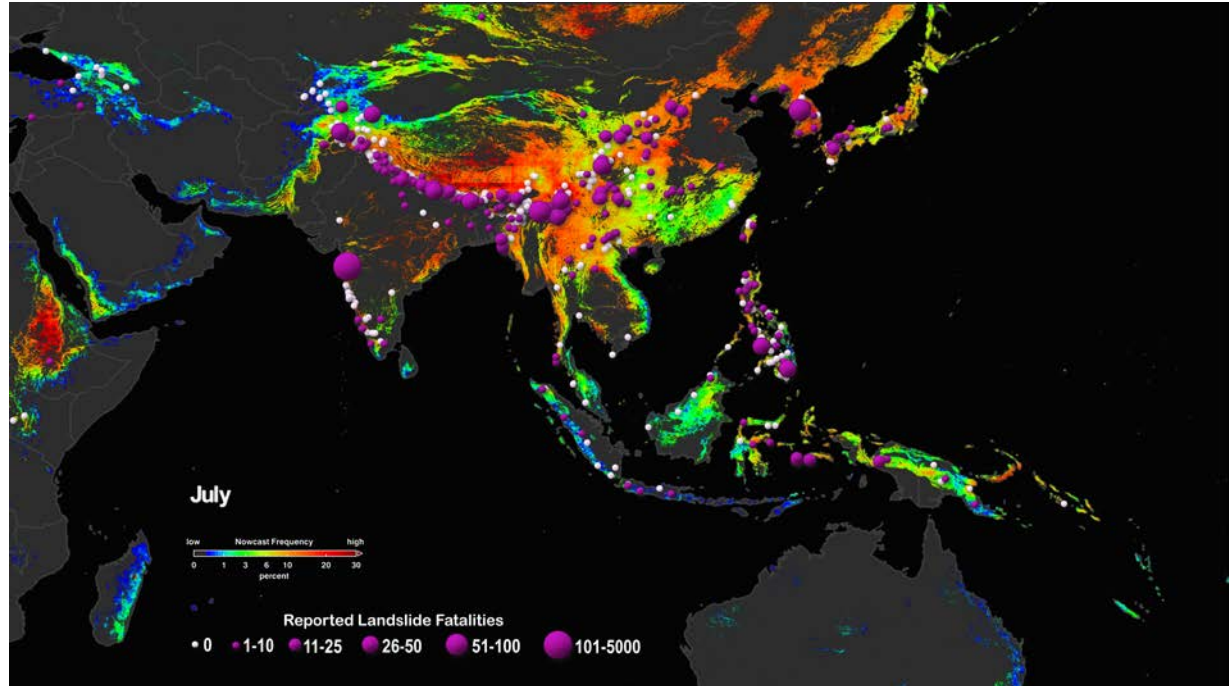 July
low Nowcast Frequency high
0 1 3 6 10 20 30
percent
Reported Landslide Fatalities
0 1-10 11-25 26-50 51-100 101-5000